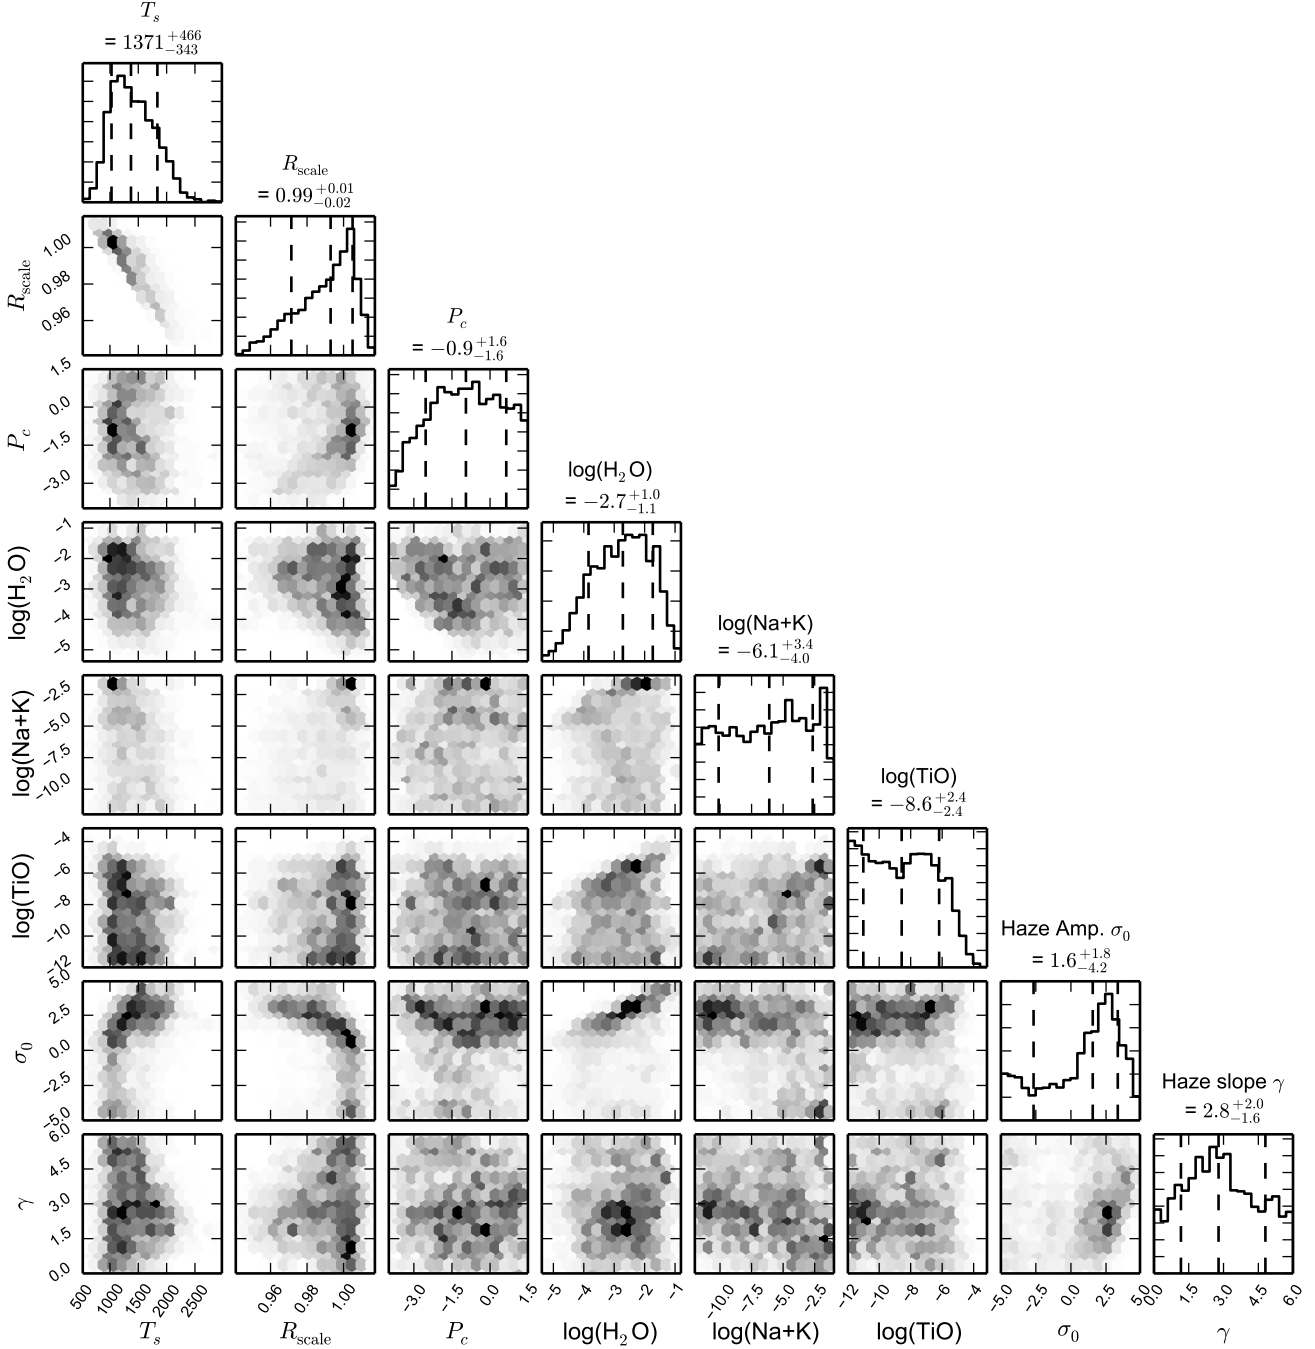 T_s
= 1371^{+466}_{-343}
R_scale
= 0.99^{+0.01}_{-0.02}
R_scale
1.00
0.98
0.96
P_c
= −0.9^{+1.6}_{-1.6}
P_c
1.5
0.0
−1.5
−3.0
log(H₂O)
= −2.7^{+1.0}_{-1.1}
log(H₂O)
−1
−2
−3
−4
−5
log(Na+K)
= −6.1^{+3.4}_{-4.0}
log(Na+K)
−2.5
−5.0
−7.5
−10.0
log(TiO)
= −8.6^{+2.4}_{-2.4}
log(TiO)
−4
−6
−8
−10
−12
Haze Amp. σ₀
= 1.6^{+1.8}_{-4.2}
σ₀
5.0
2.5
0.0
−2.5
−5.0
Haze slope γ
= 2.8^{+2.0}_{-1.6}
γ
6.0
4.5
3.0
1.5
0.0
500 1000 1500 2000 2500 0.96 0.98 1.00 −3.0 −1.5 0.0 1.5 −5 −4 −3 −2 −1 −10.0 −7.5 −5.0 −2.5 −12 −10 −8 −6 −4 −5.0 −2.5 0.0 2.5 5.0 0.0 1.5 3.0 4.5 6.0
T_s R_scale P_c log(H₂O) log(Na+K) log(TiO) σ₀ γ